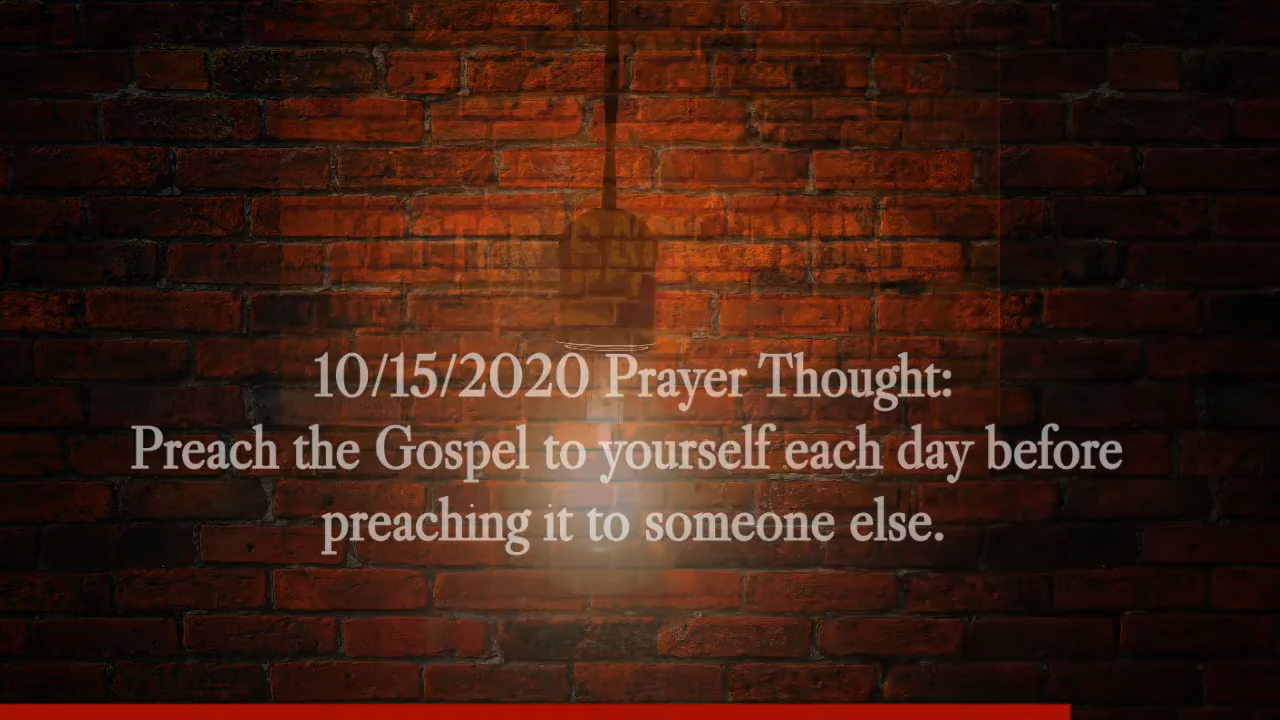 10/15/2020 Prayer Thought:
Preach the Gospel to yourself each day before
preaching it to someone else.